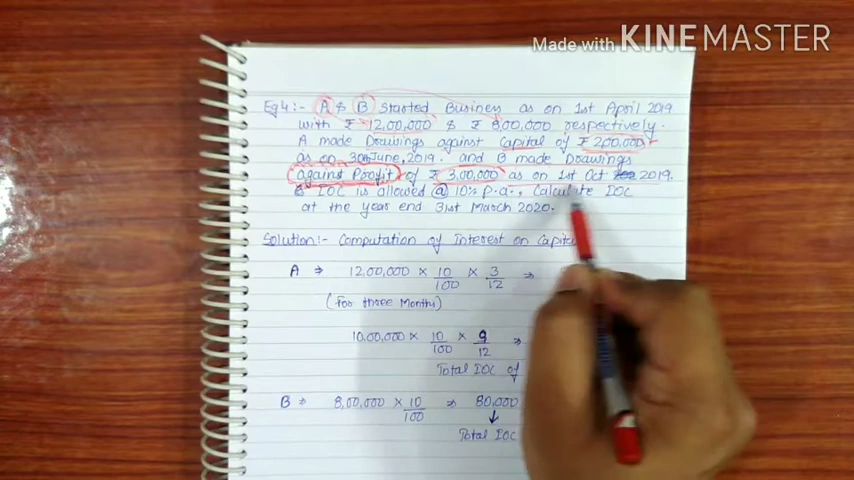 Made with KINEMASTER
Eg4:- A & B Started Business as on 1st April 2019
with ₹ 12,00,000 & ₹ 8,00,000 respectively.
A made Drawings against Capital of ₹ 2,00,000
as on 30th June, 2019. and B made Drawings
against Profit of ₹ 3,00,000 as on 1st Oct 2019.
IOC is allowed @ 10% p.a., Calculate IOC
at the year end 31st March 2020.
Solution:- Computation of Interest on Capital
A ⇒ 12,00,000 × 10/100 × 3/12 ⇒
(For three Months)
10,00,000 × 10/100 × 9/12 ⇒
Total IOC of
B ⇒ 8,00,000 × 10/100 ⇒ 80,000
↓
Total IOC